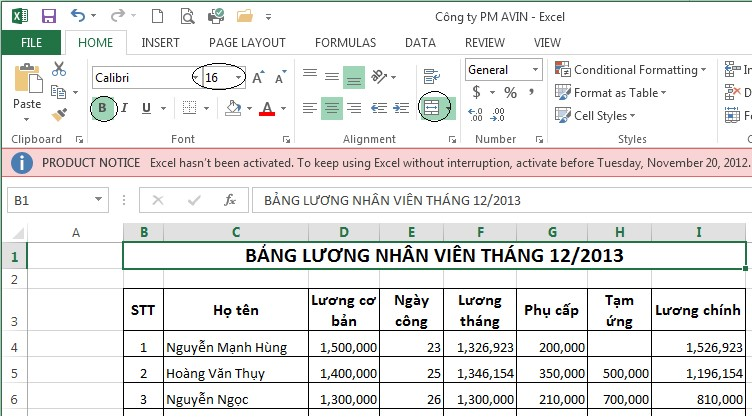 Công ty PM AVIN - Excel
FILE HOME INSERT PAGE LAYOUT FORMULAS DATA REVIEW VIEW
Paste
Calibri 16 A A
B I U A
General
$ % ,
Conditional Formatting
Format as Table
Cell Styles
In
D
F
Clipboard Font Alignment Number Styles
PRODUCT NOTICE Excel hasn't been activated. To keep using Excel without interruption, activate before Tuesday, November 20, 2012.
B1 fx BẢNG LƯƠNG NHÂN VIÊN THÁNG 12/2013
A B C D E F G H I
1 BẢNG LƯƠNG NHÂN VIÊN THÁNG 12/2013
2
3 STT Họ tên Lương cơ bản Ngày công Lương tháng Phụ cấp Tạm ứng Lương chính
4 1 Nguyễn Mạnh Hùng 1,500,000 23 1,326,923 200,000 1,526,923
5 2 Hoàng Văn Thụy 1,400,000 25 1,346,154 350,000 500,000 1,196,154
6 3 Nguyễn Ngọc 1,300,000 26 1,300,000 210,000 700,000 810,000